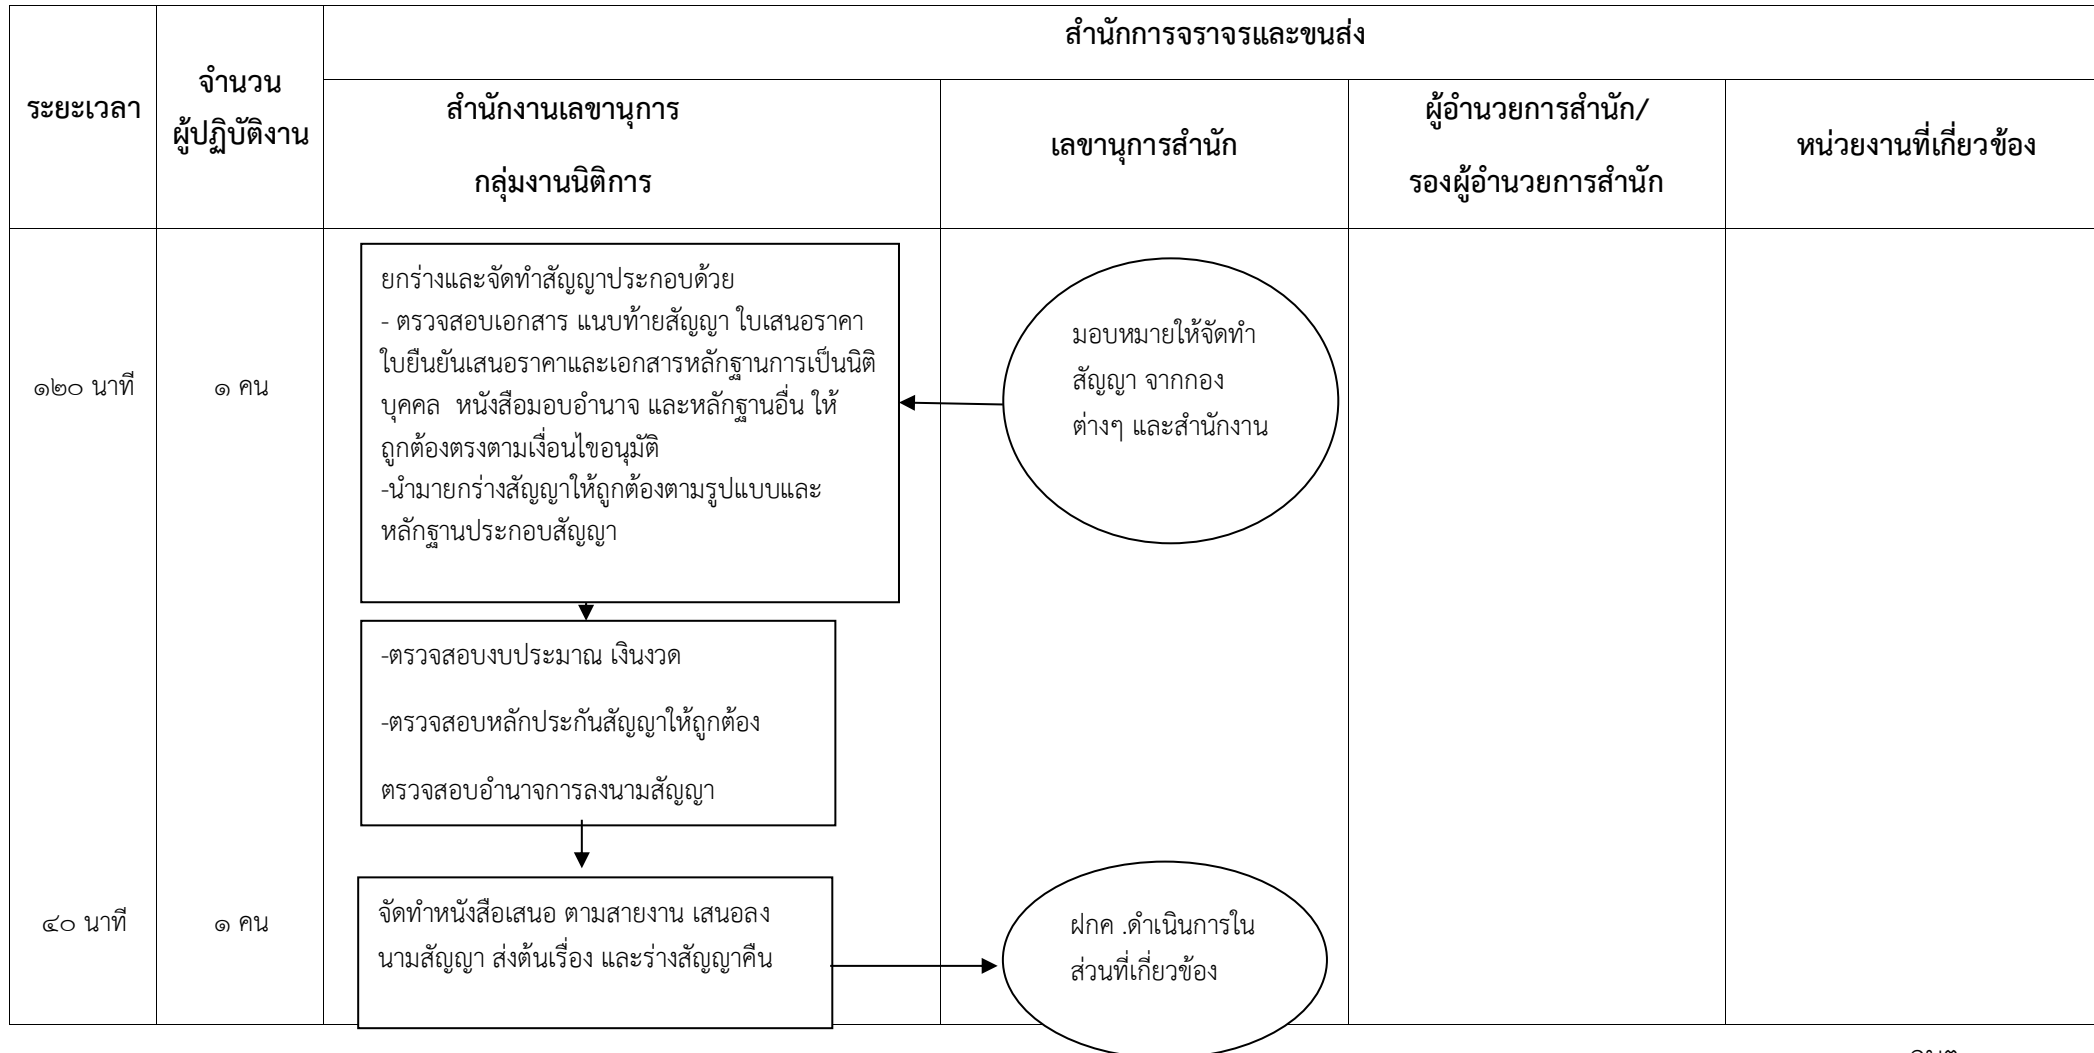 สำนักการจราจรและขนส่ง
ระยะเวลา
จำนวน
ผู้ปฏิบัติงาน
สำนักงานเลขานุการ
กลุ่มงานนิติการ
เลขานุการสำนัก
ผู้อำนวยการสำนัก/
รองผู้อำนวยการสำนัก
หน่วยงานที่เกี่ยวข้อง
๑๒๐ นาที
๑ คน
ยกร่างและจัดทำสัญญาประกอบด้วย
- ตรวจสอบเอกสาร แนบท้ายสัญญา ใบเสนอราคา
ใบยืนยันเสนอราคาและเอกสารหลักฐานการเป็นนิติ
บุคคล หนังสือมอบอำนาจ และหลักฐานอื่น ให้
ถูกต้องตรงตามเงื่อนไขอนุมัติ
-นำมายกร่างสัญญาให้ถูกต้องตามรูปแบบและ
หลักฐานประกอบสัญญา
มอบหมายให้จัดทำ
สัญญา จากกอง
ต่างๆ และสำนักงาน
-ตรวจสอบงบประมาณ เงินงวด
-ตรวจสอบหลักประกันสัญญาให้ถูกต้อง
ตรวจสอบอำนาจการลงนามสัญญา
๔๐ นาที
๑ คน
จัดทำหนังสือเสนอ ตามสายงาน เสนอลง
นามสัญญา ส่งต้นเรื่อง และร่างสัญญาคืน
ฝกค .ดำเนินการใน
ส่วนที่เกี่ยวข้อง